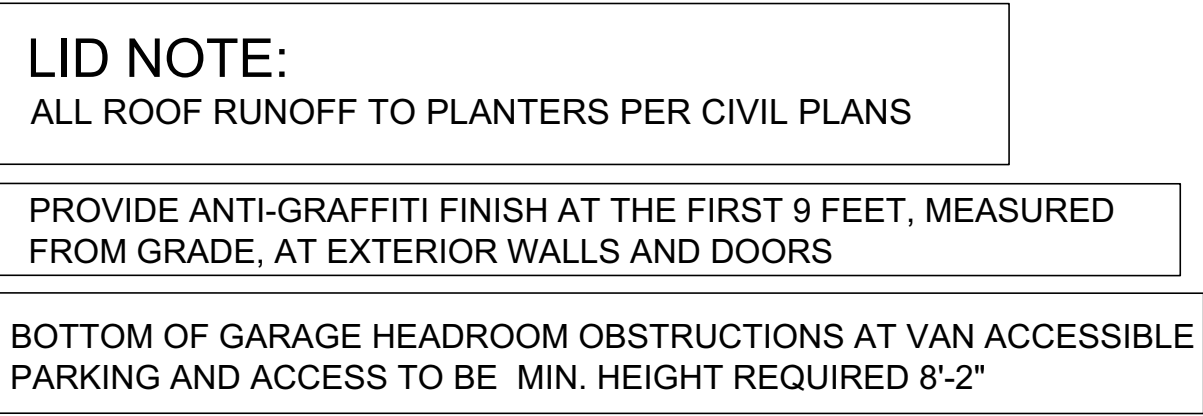 LID NOTE:
ALL ROOF RUNOFF TO PLANTERS PER CIVIL PLANS
PROVIDE ANTI-GRAFFITI FINISH AT THE FIRST 9 FEET, MEASURED
FROM GRADE, AT EXTERIOR WALLS AND DOORS
BOTTOM OF GARAGE HEADROOM OBSTRUCTIONS AT VAN ACCESSIBLE
PARKING AND ACCESS TO BE  MIN. HEIGHT REQUIRED 8'-2"